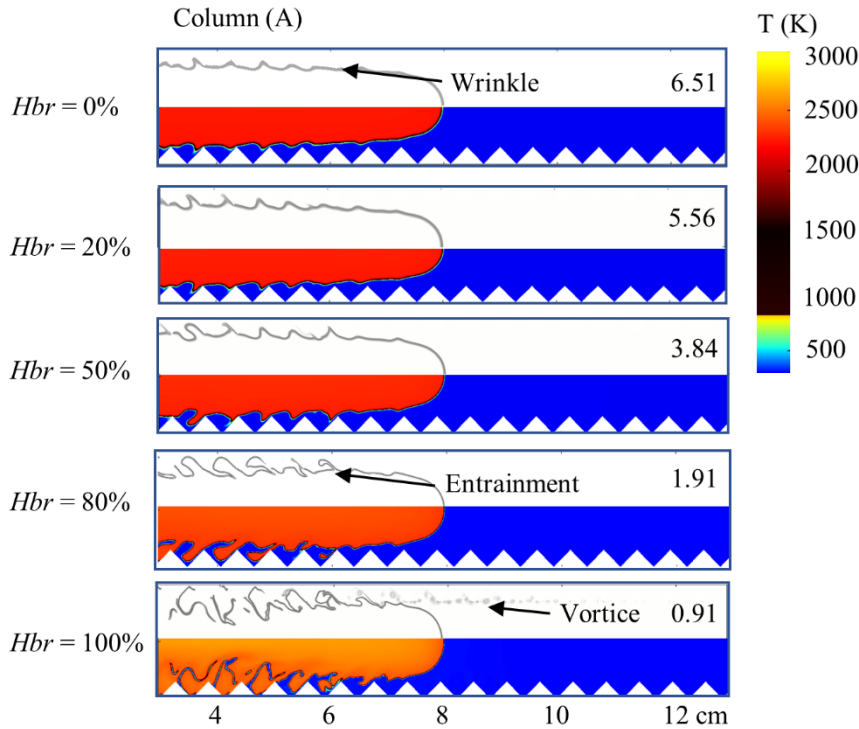 Column (A)
T (K)
Hbr = 0%
Wrinkle
6.51
Hbr = 20%
5.56
Hbr = 50%
3.84
Hbr = 80%
Entrainment
1.91
Hbr = 100%
Vortice
0.91
4 6 8 10 12 cm
3000
2500
2000
1500
1000
500